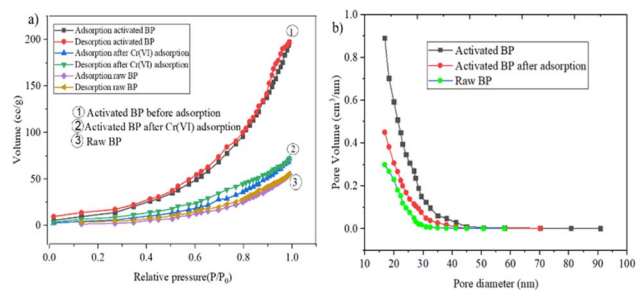 a)
Adsorption activated BP
Desorption activated BP
Adsorption after Cr(VI) adsorption
Desorption after Cr(VI) adsorption
Adsorption raw BP
Desorption raw BP
① Activated BP before adsorption
② Activated BP after Cr(VI) adsorption
③ Raw BP
①
②
③
Volume (cc/g)
200
150
100
50
0
0.0 0.2 0.4 0.6 0.8 1.0
Relative pressure(P/P₀)
b)
Activated BP
Activated BP after adsorption
Raw BP
Pore Volume (cm³/nm)
1.0
0.8
0.6
0.4
0.2
0.0
10 20 30 40 50 60 70 80 90 100
Pore diameter (nm)